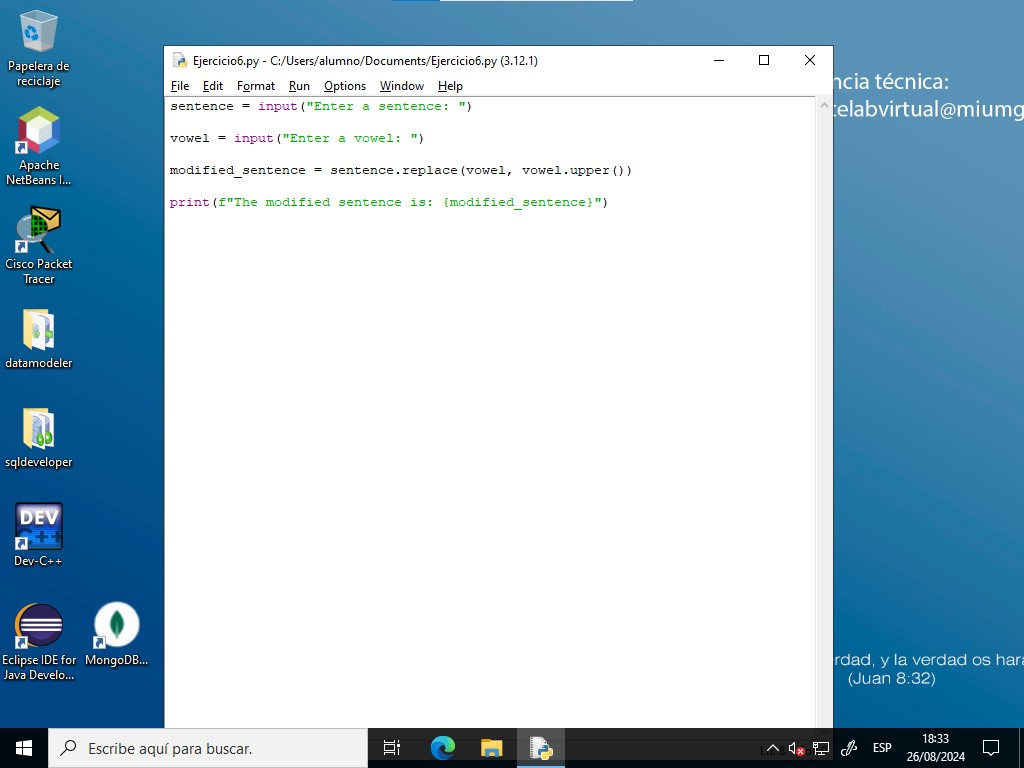 Papelera de
reciclaje
Apache
NetBeans I...
Cisco Packet
Tracer
datamodeler
sqldeveloper
DEV
C++
Dev-C++
Eclipse IDE for
Java Develo...
MongoDB...
Ejercicio6.py - C:/Users/alumno/Documents/Ejercicio6.py (3.12.1)
File Edit Format Run Options Window Help
sentence = input("Enter a sentence: ")
vowel = input("Enter a vowel: ")
modified_sentence = sentence.replace(vowel, vowel.upper())
print(f"The modified sentence is: {modified_sentence}")
ncia técnica:
telabvirtual@miumg
rdad, y la verdad os hará
(Juan 8:32)
Escribe aquí para buscar.
ESP
18:33
26/08/2024